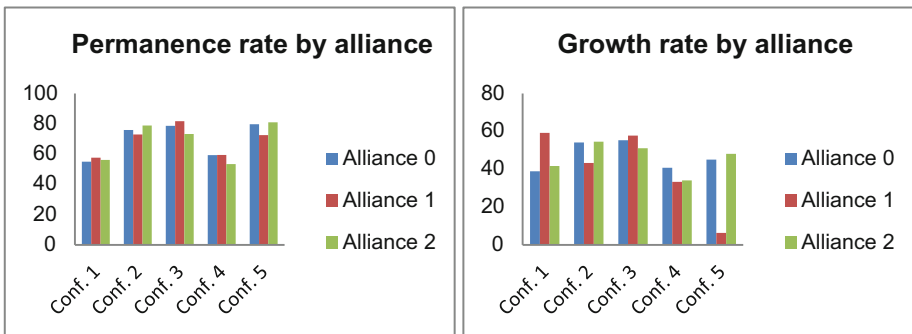 Permanence rate by alliance
100
80
60
40
20
0
Conf. 1
Conf. 2
Conf. 3
Conf. 4
Conf. 5
Alliance 0
Alliance 1
Alliance 2
Growth rate by alliance
80
60
40
20
0
Conf. 1
Conf. 2
Conf. 3
Conf. 4
Conf. 5
Alliance 0
Alliance 1
Alliance 2